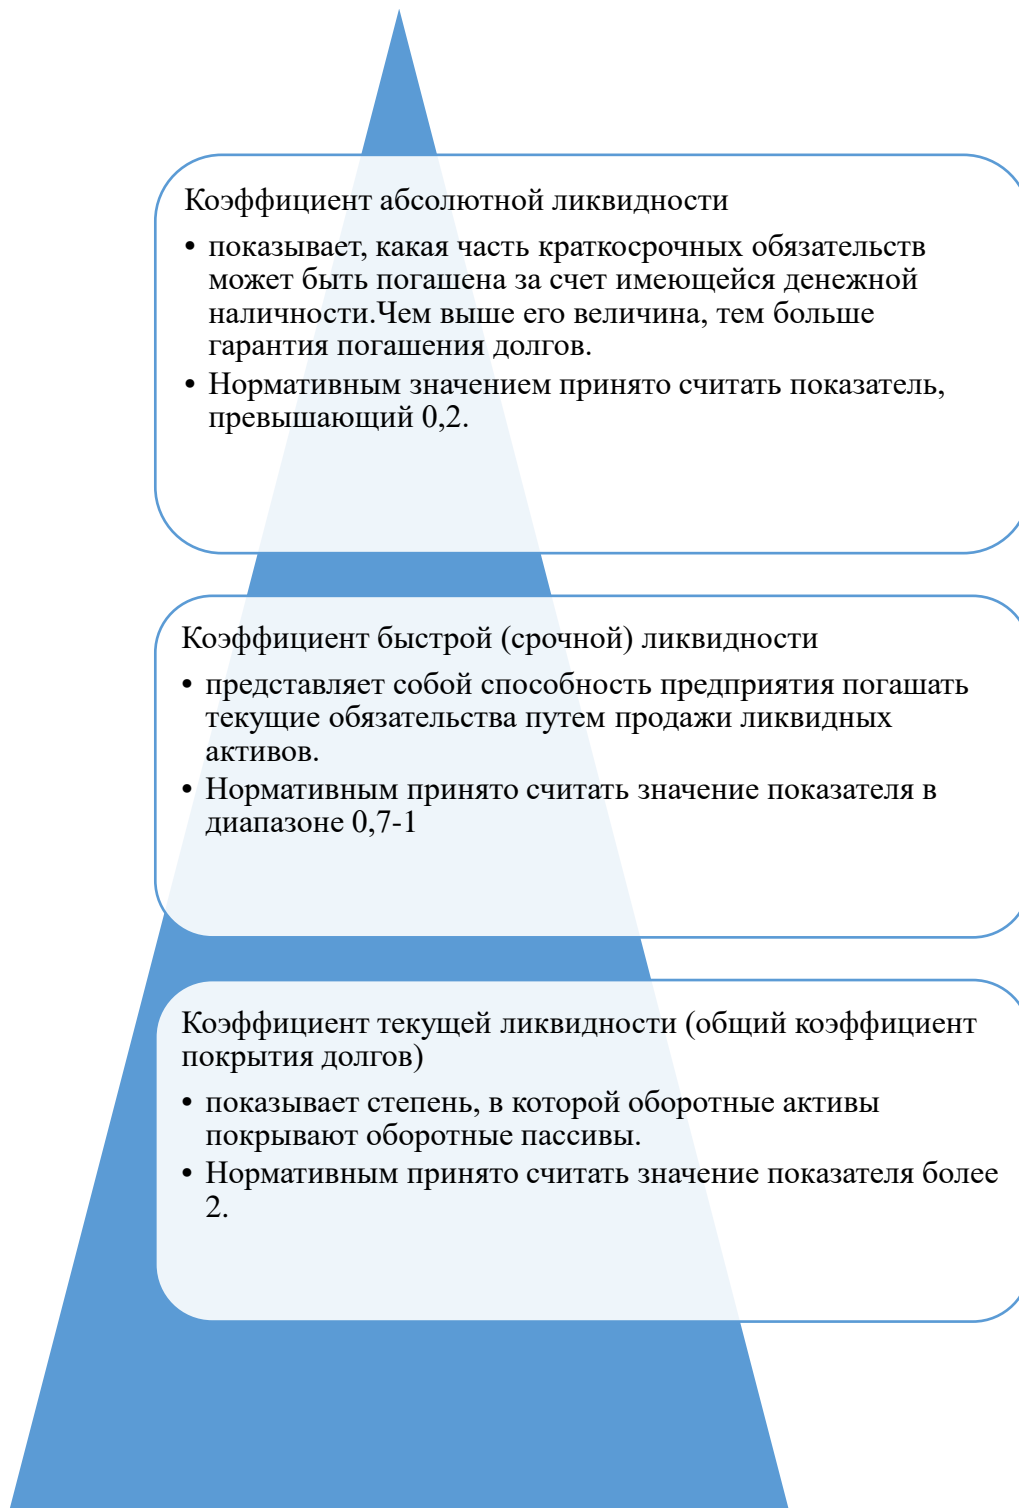 Коэффициент абсолютной ликвидности
• показывает, какая часть краткосрочных обязательств
может быть погашена за счет имеющейся денежной
наличности.Чем выше его величина, тем больше
гарантия погашения долгов.
• Нормативным значением принято считать показатель,
превышающий 0,2.
Коэффициент быстрой (срочной) ликвидности
• представляет собой способность предприятия погашать
текущие обязательства путем продажи ликвидных
активов.
• Нормативным принято считать значение показателя в
диапазоне 0,7-1
Коэффициент текущей ликвидности (общий коэффициент
покрытия долгов)
• показывает степень, в которой оборотные активы
покрывают оборотные пассивы.
• Нормативным принято считать значение показателя более
2.